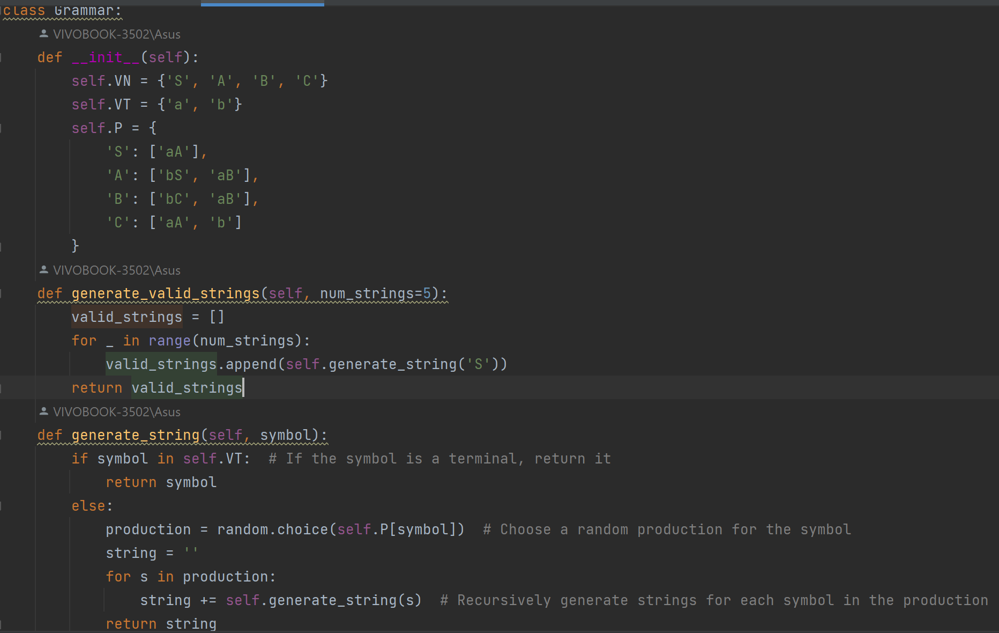 class Grammar:
VIVOBOOK-3502\Asus
    def __init__(self):
        self.VN = {'S', 'A', 'B', 'C'}
        self.VT = {'a', 'b'}
        self.P = {
            'S': ['aA'],
            'A': ['bS', 'aB'],
            'B': ['bC', 'aB'],
            'C': ['aA', 'b']
        }
VIVOBOOK-3502\Asus
    def generate_valid_strings(self, num_strings=5):
        valid_strings = []
        for _ in range(num_strings):
            valid_strings.append(self.generate_string('S'))
        return valid_strings
VIVOBOOK-3502\Asus
    def generate_string(self, symbol):
        if symbol in self.VT:  # If the symbol is a terminal, return it
            return symbol
        else:
            production = random.choice(self.P[symbol])  # Choose a random production for the symbol
            string = ''
            for s in production:
                string += self.generate_string(s)  # Recursively generate strings for each symbol in the production
            return string